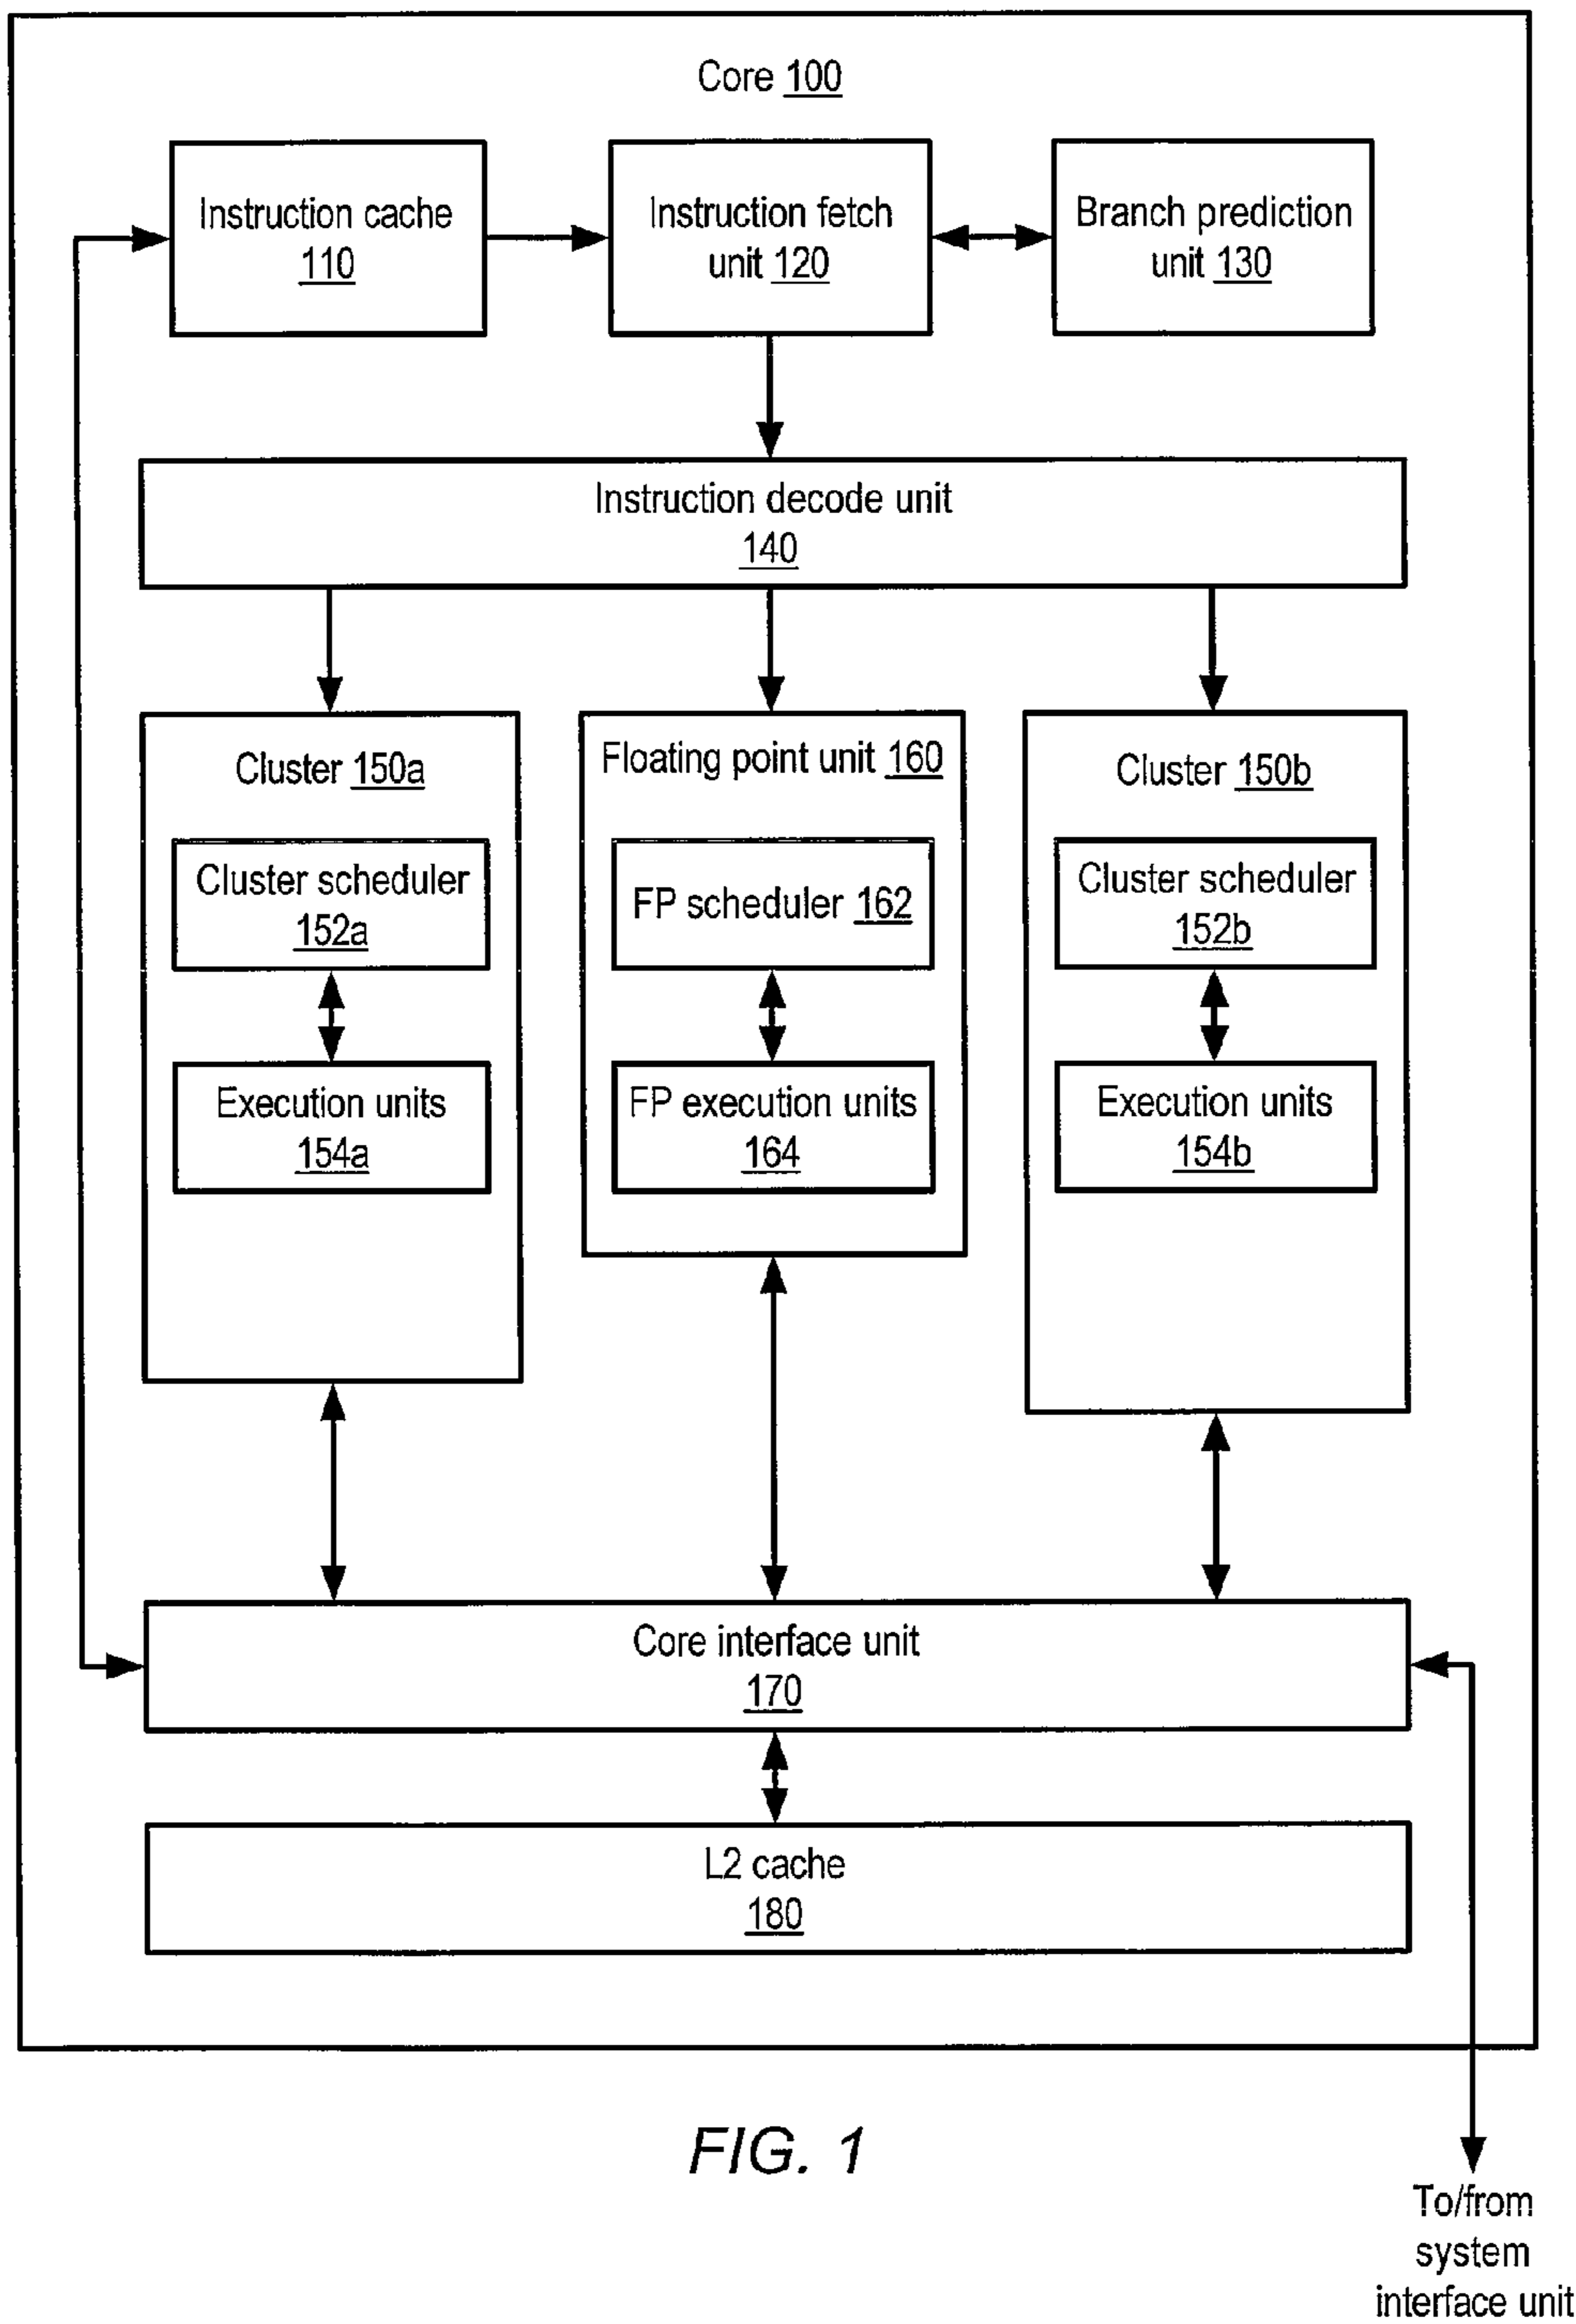 Core 100
Instruction cache
110
Instruction fetch
unit 120
Branch prediction
unit 130
Instruction decode unit
140
Cluster 150a
Cluster scheduler
152a
Execution units
154a
Floating point unit 160
FP scheduler 162
FP execution units
164
Cluster 150b
Cluster scheduler
152b
Execution units
154b
Core interface unit
170
L2 cache
180
FIG. 1
To/from
system
interface unit